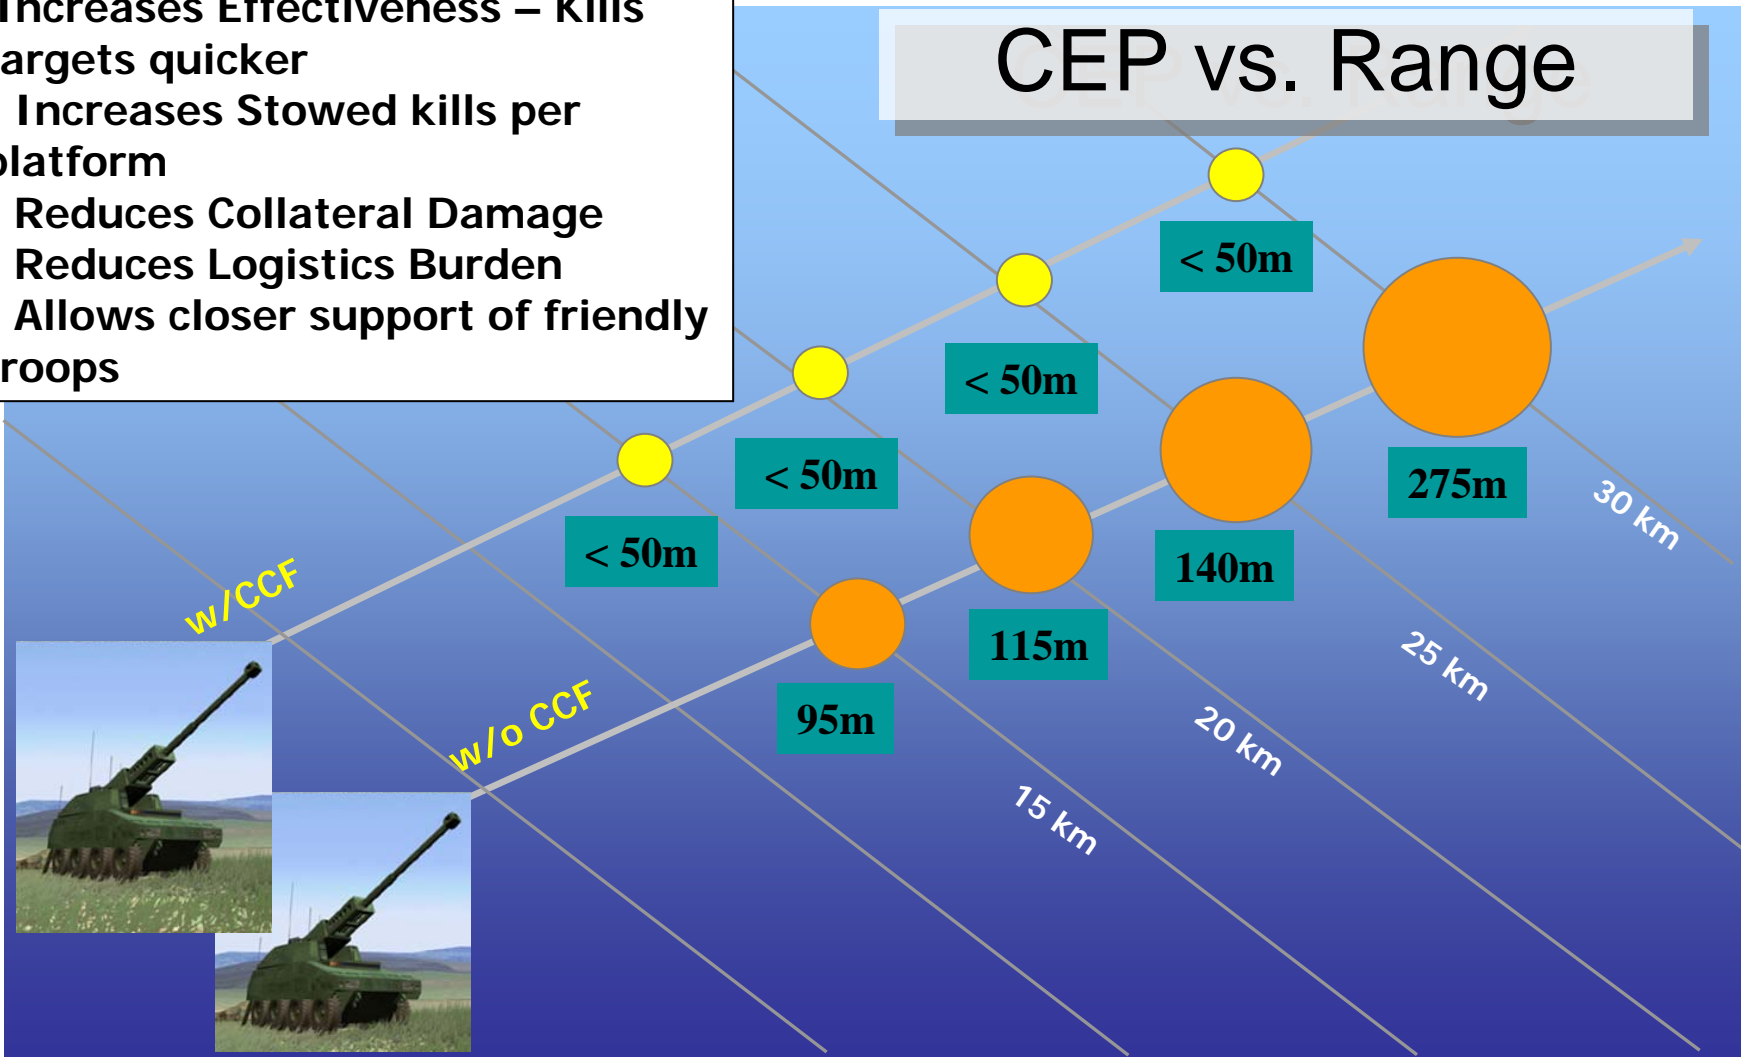 Increases Effectiveness – Kills
argets quicker
Increases Stowed kills per
platform
Reduces Collateral Damage
Reduces Logistics Burden
Allows closer support of friendly
roops
CEP vs. Range
< 50m
< 50m
< 50m
< 50m
275m
140m
115m
95m
30 km
25 km
20 km
15 km
w/CCF
w/o CCF